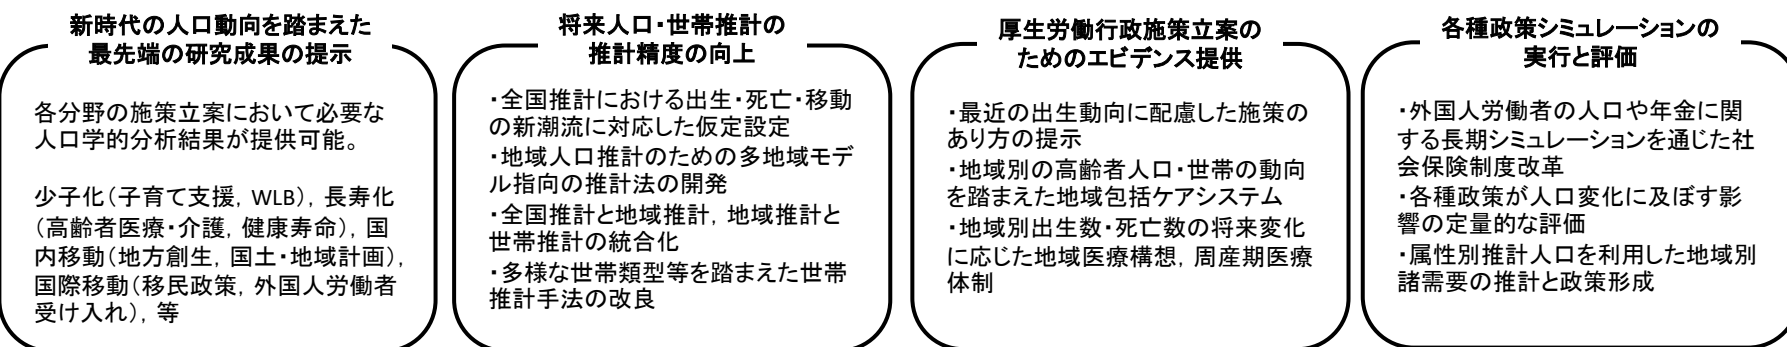 新時代の人口動向を踏まえた
最先端の研究成果の提示
各分野の施策立案において必要な
人口学的分析結果が提供可能。
少子化(子育て支援, WLB), 長寿化
(高齢者医療・介護, 健康寿命), 国
内移動(地方創生, 国土・地域計画),
国際移動(移民政策, 外国人労働者
受け入れ), 等
将来人口・世帯推計の
推計精度の向上
・全国推計における出生・死亡・移動
の新潮流に対応した仮定設定
・地域人口推計のための多地域モデ
ル指向の推計法の開発
・全国推計と地域推計, 地域推計と
世帯推計の統合化
・多様な世帯類型等を踏まえた世帯
推計手法の改良
厚生労働行政施策立案の
ためのエビデンス提供
・最近の出生動向に配慮した施策の
あり方の提示
・地域別の高齢者人口・世帯の動向
を踏まえた地域包括ケアシステム
・地域別出生数・死亡数の将来変化
に応じた地域医療構想, 周産期医療
体制
各種政策シミュレーションの
実行と評価
・外国人労働者の人口や年金に関
する長期シミュレーションを通じた社
会保険制度改革
・各種政策が人口変化に及ぼす影
響の定量的な評価
・属性別推計人口を利用した地域別
諸需要の推計と政策形成